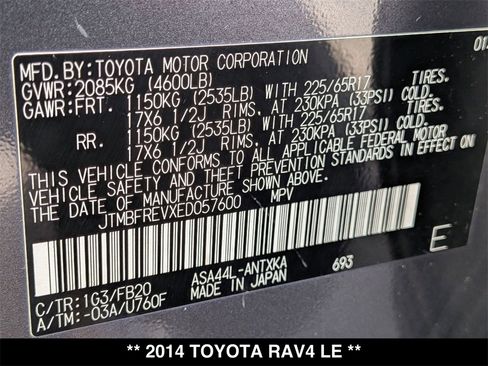 01
MFD.BY:TOYOTA MOTOR CORPORATION
GVWR:2085KG (4600LB)
GAWR:FRT. 1150KG (2535LB) WITH 225/65R17 TIRES,
17X6 1/2J RIMS, AT 230KPA (33PSI) COLD.
RR. 1150KG (2535LB) WITH 225/65R17 TIRES,
17X6 1/2J RIMS, AT 230KPA (33PSI) COLD.
THIS VEHICLE CONFORMS TO ALL APPLICABLE FEDERAL MOTOR
VEHICLE SAFETY AND THEFT PREVENTION STANDARDS IN EFFECT ON
THE DATE OF MANUFACTURE SHOWN ABOVE.
JTMBFREVXED057600 MPV
E
C/TR:1G3/FB20 ASA44L-ANTXKA 693
A/TM:-03A/U760F MADE IN JAPAN
** 2014 TOYOTA RAV4 LE **